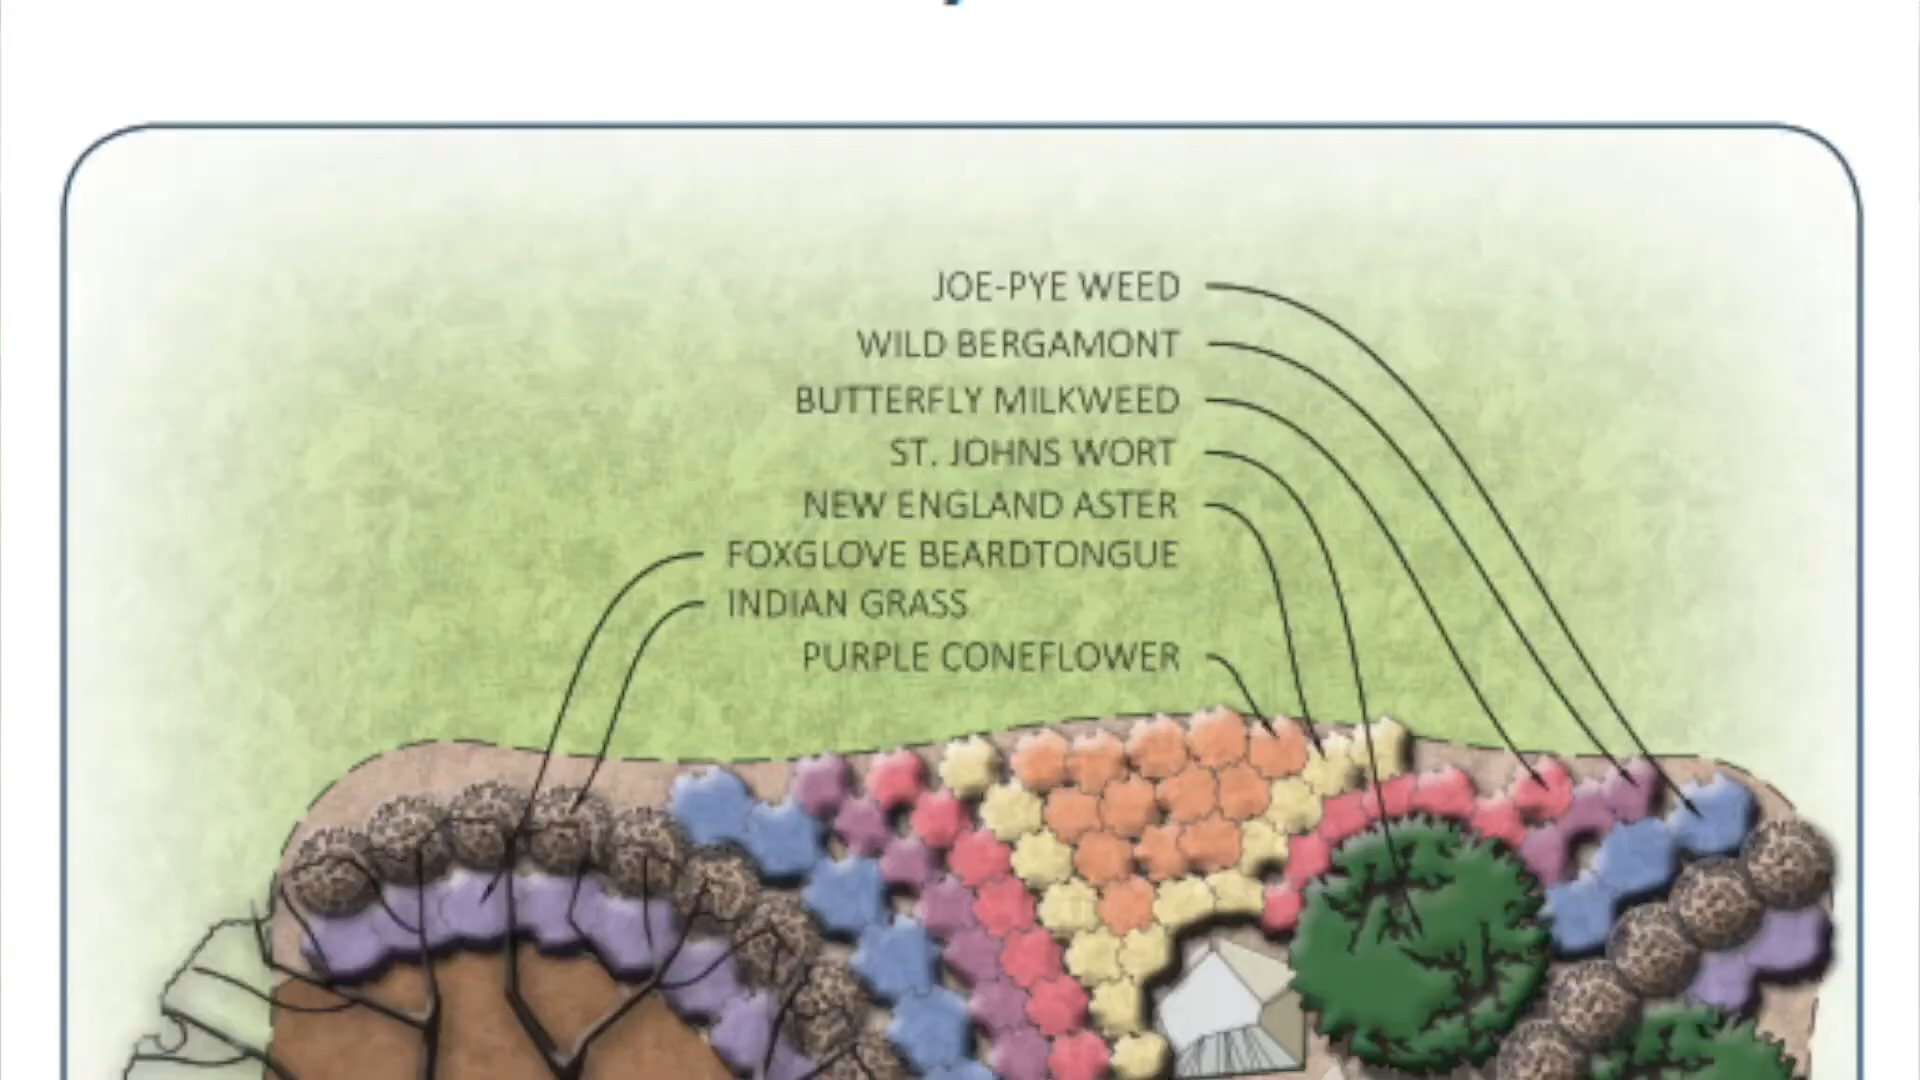 JOE-PYE WEED
WILD BERGAMONT
BUTTERFLY MILKWEED
ST. JOHNS WORT
NEW ENGLAND ASTER
FOXGLOVE BEARDTONGUE
INDIAN GRASS
PURPLE CONEFLOWER